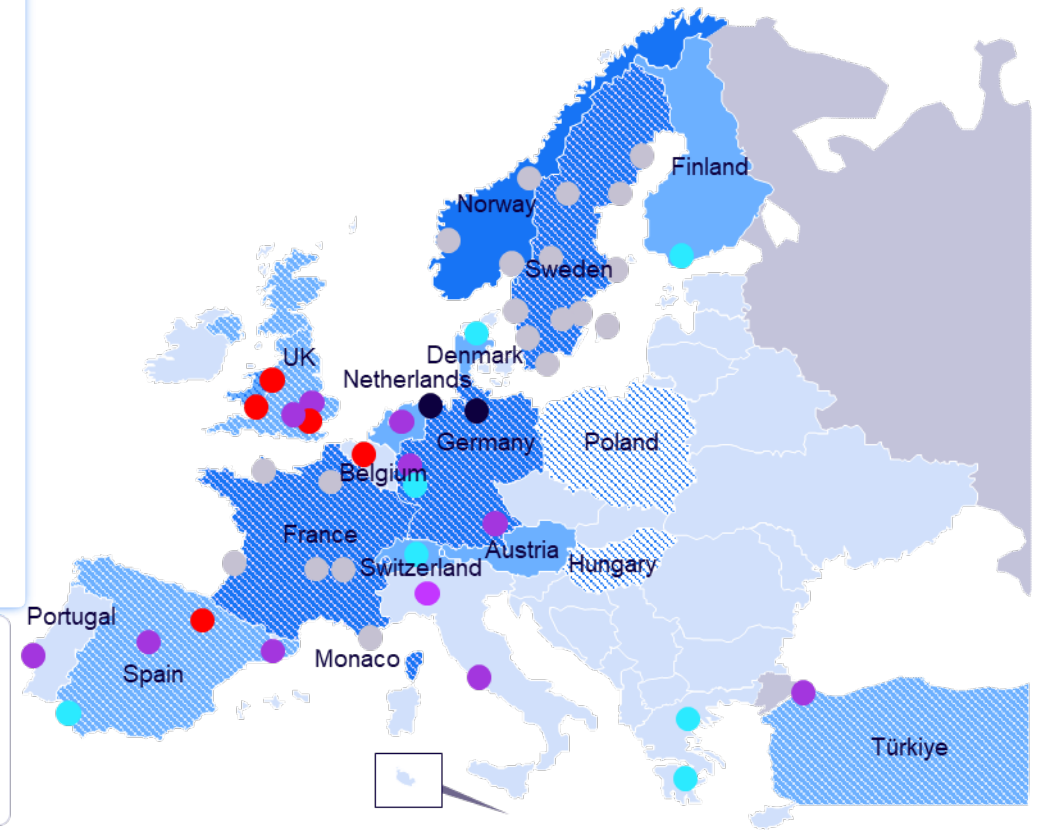 Finland
Norway
Sweden
UK
Denmark
Netherlands
Germany
Poland
Belgium
France
Austria
Switzerland
Hungary
Portugal
Monaco
Spain
Türkiye